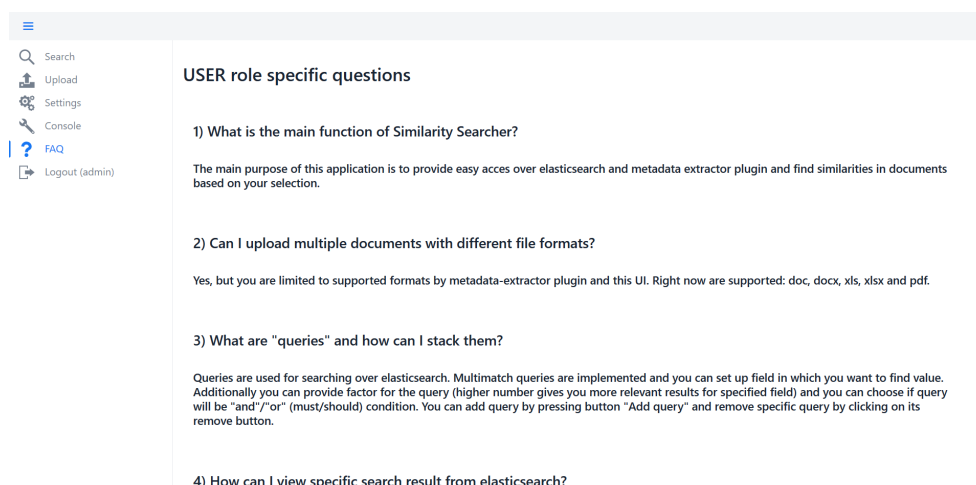 Search
Upload
Settings
Console
FAQ
Logout (admin)
USER role specific questions
1) What is the main function of Similarity Searcher?
The main purpose of this application is to provide easy acces over elasticsearch and metadata extractor plugin and find similarities in documents
based on your selection.
2) Can I upload multiple documents with different file formats?
Yes, but you are limited to supported formats by metadata-extractor plugin and this UI. Right now are supported: doc, docx, xls, xlsx and pdf.
3) What are "queries" and how can I stack them?
Queries are used for searching over elasticsearch. Multimatch queries are implemented and you can set up field in which you want to find value.
Additionally you can provide factor for the query (higher number gives you more relevant results for specified field) and you can choose if query
will be "and"/"or" (must/should) condition. You can add query by pressing button "Add query" and remove specific query by clicking on its
remove button.
4) How can I view specific search result from elasticsearch?